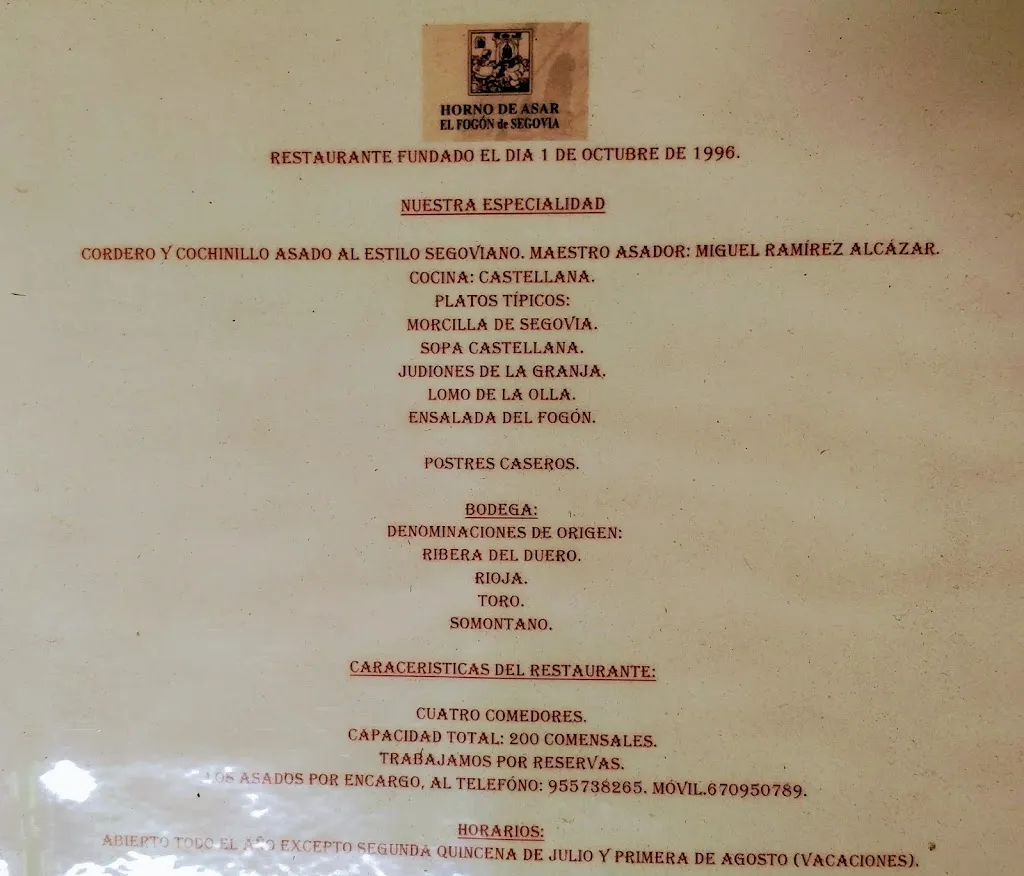 HORNO DE ASAR
EL FOGÓN de SEGOVIA
RESTAURANTE FUNDADO EL DIA 1 DE OCTUBRE DE 1996.
NUESTRA ESPECIALIDAD
CORDERO Y COCHINILLO ASADO AL ESTILO SEGOVIANO. MAESTRO ASADOR: MIGUEL RAMÍREZ ALCÁZAR.
COCINA: CASTELLANA.
PLATOS TÍPICOS:
MORCILLA DE SEGOVIA.
SOPA CASTELLANA.
JUDIONES DE LA GRANJA.
LOMO DE LA OLLA.
ENSALADA DEL FOGÓN.
POSTRES CASEROS.
BODEGA:
DENOMINACIONES DE ORIGEN:
RIBERA DEL DUERO.
RIOJA.
TORO.
SOMONTANO.
CARACERISTICAS DEL RESTAURANTE:
CUATRO COMEDORES.
CAPACIDAD TOTAL: 200 COMENSALES.
TRABAJAMOS POR RESERVAS.
LOS ASADOS POR ENCARGO, AL TELEFÓNO: 955738265. MÓVIL.670950789.
HORARIOS:
ABIERTO TODO EL AÑO EXCEPTO SEGUNDA QUINCENA DE JULIO Y PRIMERA DE AGOSTO (VACACIONES).